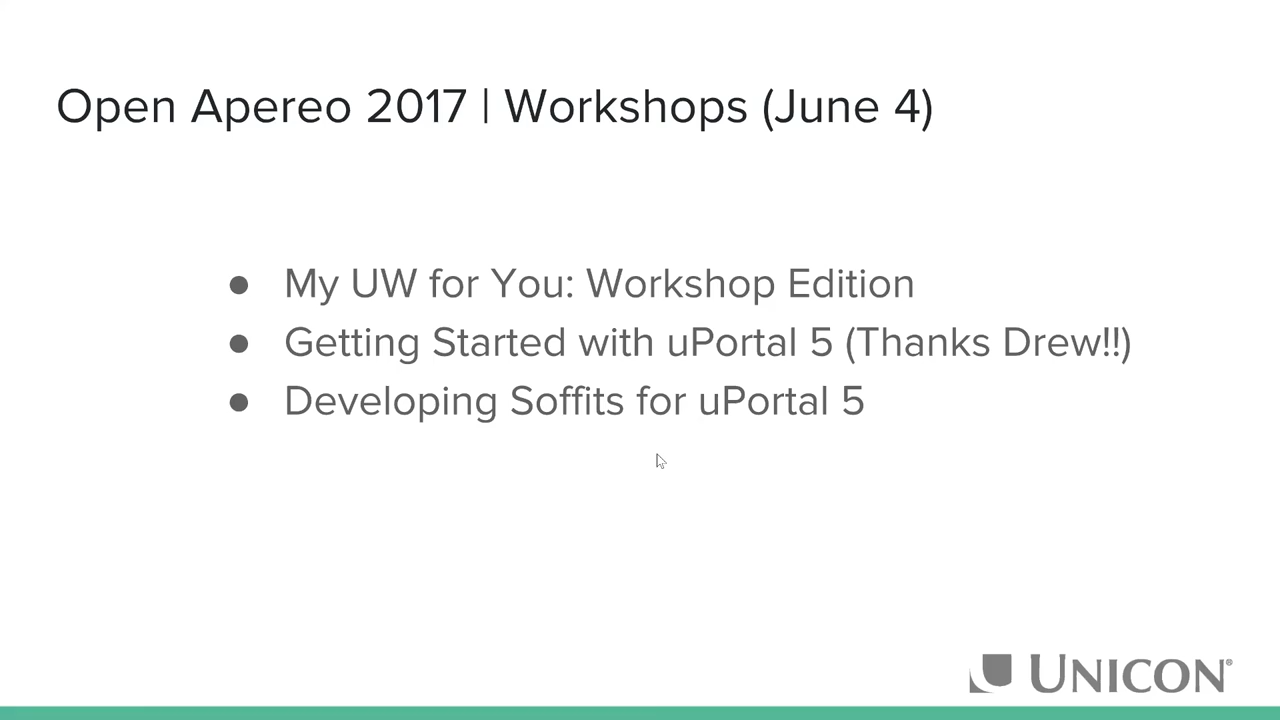 Open Apereo 2017 | Workshops (June 4)
● My UW for You: Workshop Edition
● Getting Started with uPortal 5 (Thanks Drew!!)
● Developing Soffits for uPortal 5
UNICON®